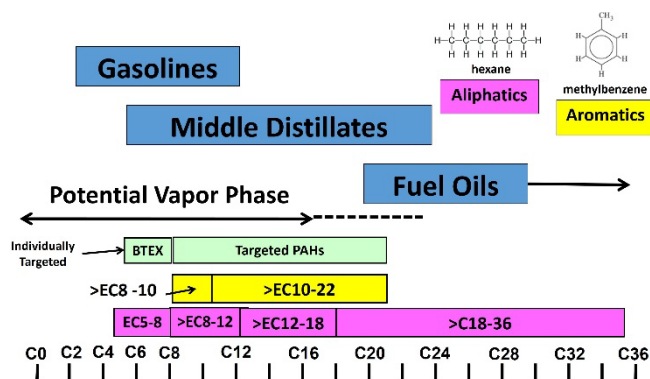 Gasolines
H H H H H H
H-C-C-C-C-C-C-H
H H H H H H
hexane
Aliphatics
CH₃
H H
H H
H
methylbenzene
Aromatics
Middle Distillates
Fuel Oils
Potential Vapor Phase
Individually
Targeted
BTEX
Targeted PAHs
>EC8 -10
>EC10-22
EC5-8
>EC8-12
>EC12-18
>C18-36
C0 C2 C4 C6 C8 C12 C16 C20 C24 C28 C32 C36